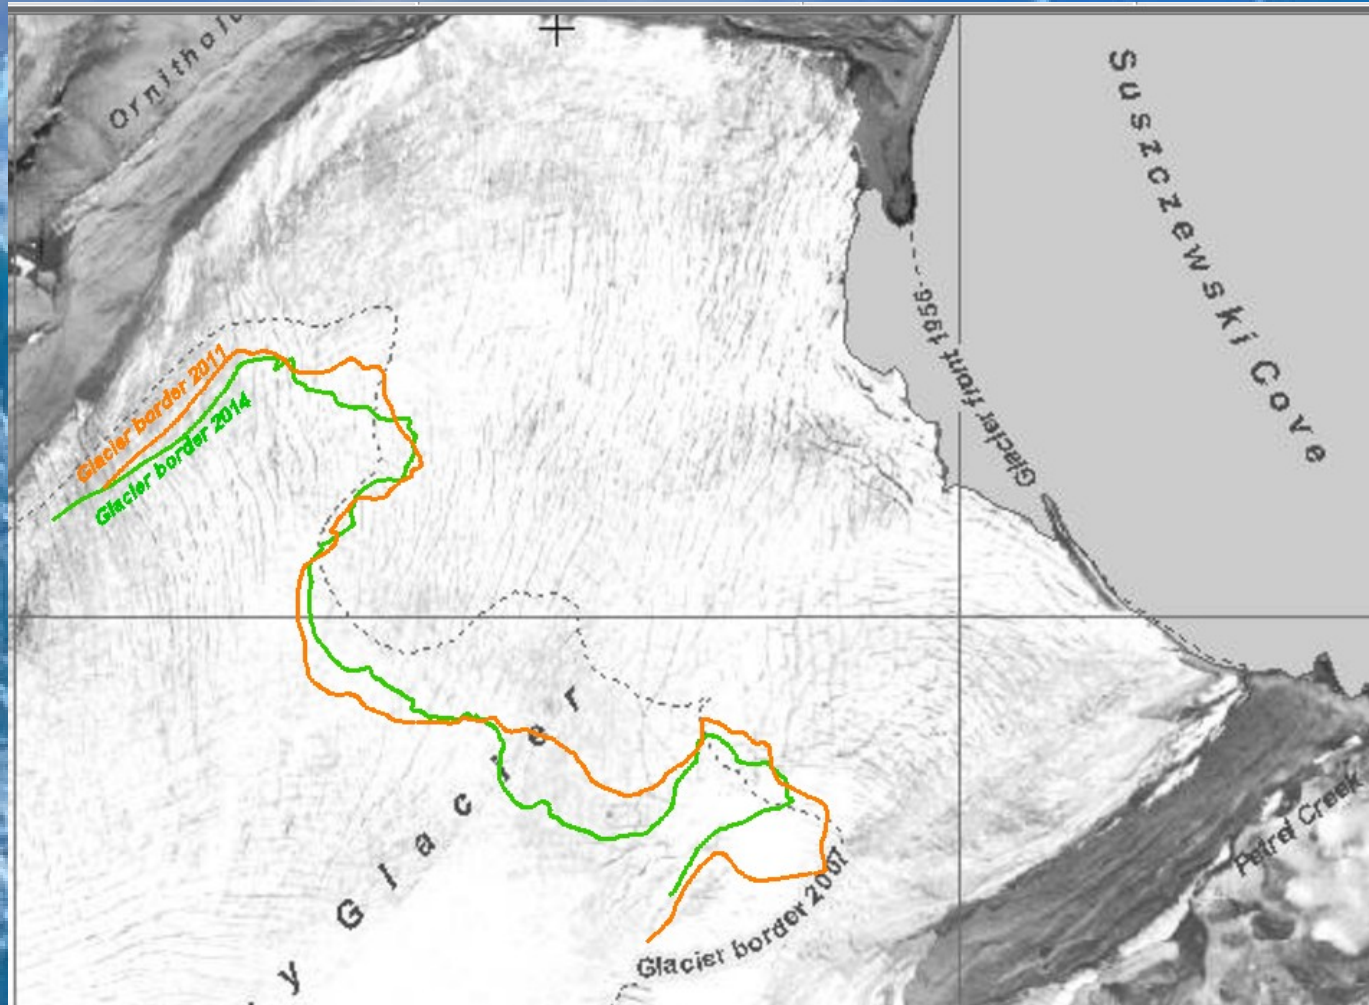 Suszczewski Cove
Glacier front 1956
Glacier border 2011
Glacier border 2014
y Glacier
Petrel Creek
Glacier border 2007